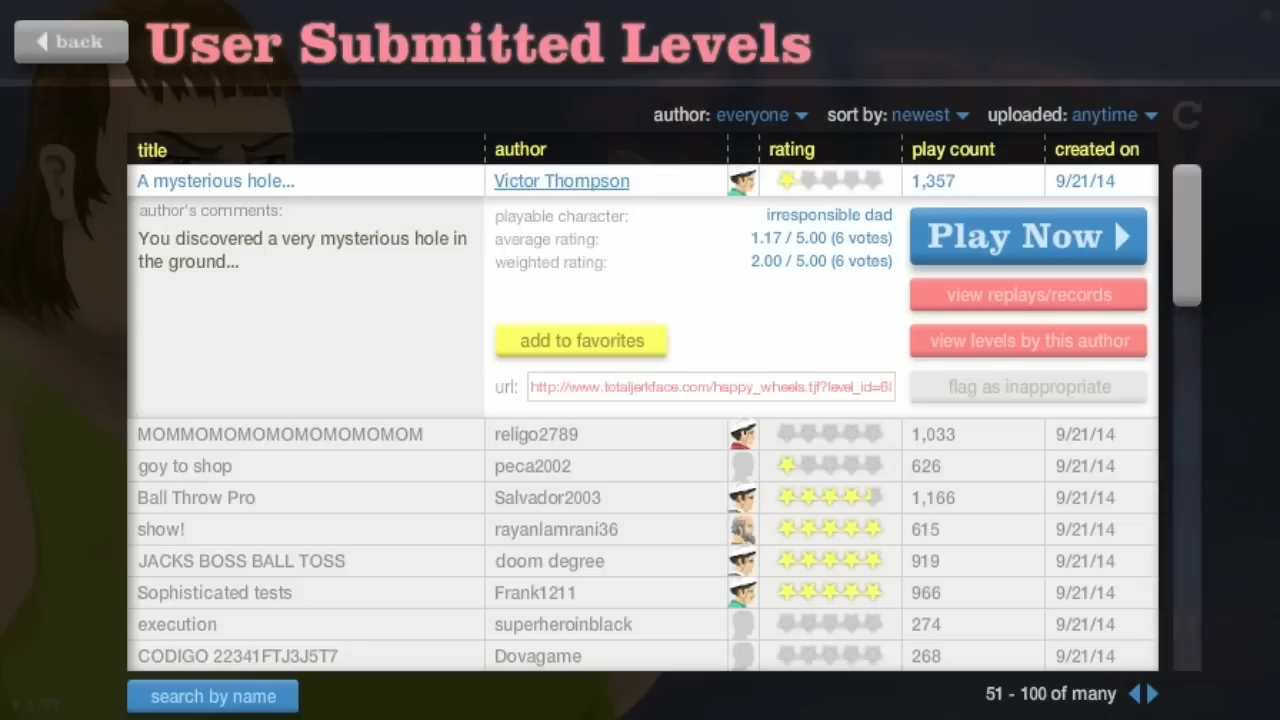 back
User Submitted Levels
author: everyone sort by: newest uploaded: anytime
title author rating play count created on
A mysterious hole... Victor Thompson 1,357 9/21/14
author's comments:
You discovered a very mysterious hole in
the ground...
playable character: irresponsible dad
average rating: 1.17 / 5.00 (6 votes)
weighted rating: 2.00 / 5.00 (6 votes)
add to favorites
url: http://www.totaljerkface.com/happy_wheels.tjf?level_id=6
Play Now
view replays/records
view levels by this author
flag as inappropriate
MOMMOMOMOMOMOMOMOMOM religo2789 1,033 9/21/14
goy to shop peca2002 626 9/21/14
Ball Throw Pro Salvador2003 1,166 9/21/14
show! rayanlamrani36 615 9/21/14
JACKS BOSS BALL TOSS doom degree 919 9/21/14
Sophisticated tests Frank1211 966 9/21/14
execution superheroinblack 274 9/21/14
CODIGO 22341FTJ3J5T7 Dovagame 268 9/21/14
search by name
51 - 100 of many